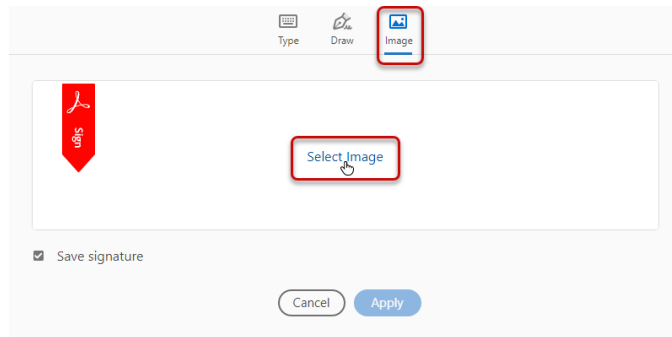 Type Draw Image
Sign
Select Image
Save signature
Cancel Apply